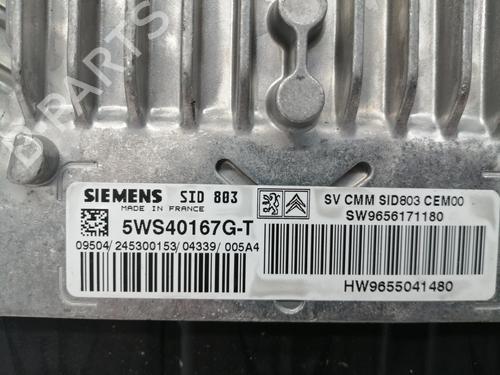 SIEMENS SID 803
MADE IN FRANCE
5WS40167G-T
09504/245300153/04339/005A4
SV CMM SID803 CEM00
SW9656171180
HW9655041480